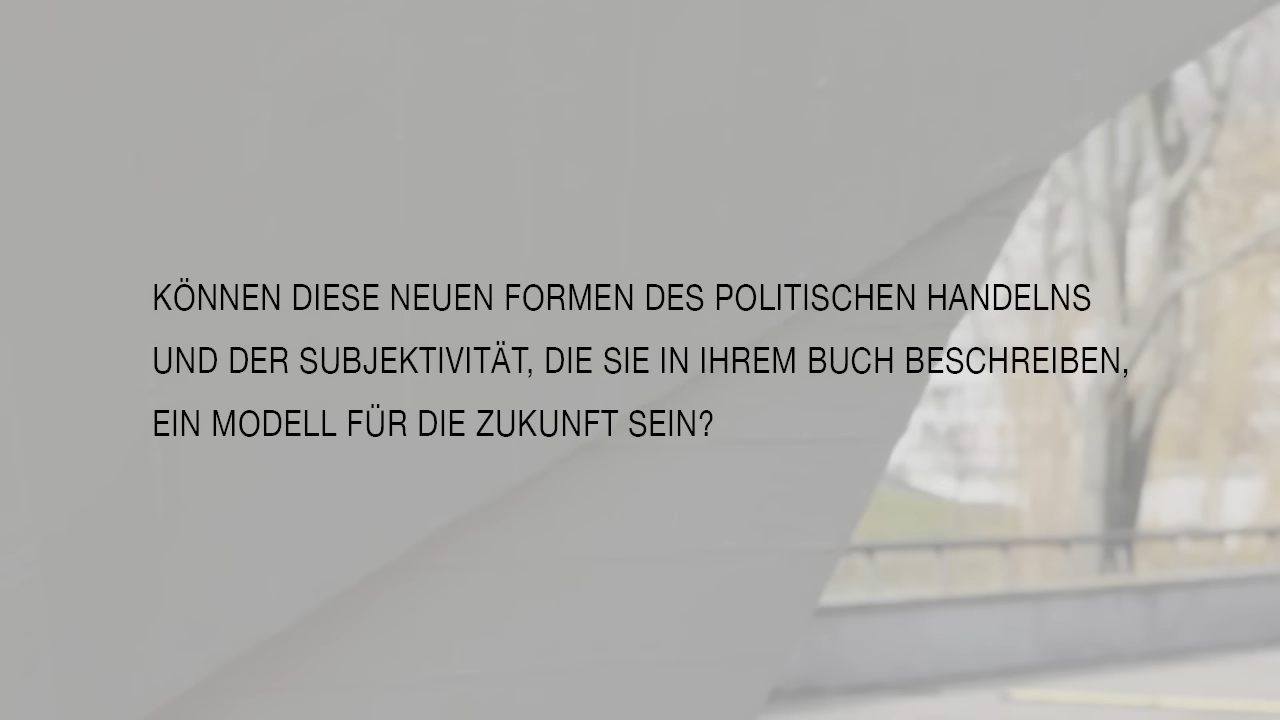 KÖNNEN DIESE NEUEN FORMEN DES POLITISCHEN HANDELNS
UND DER SUBJEKTIVITÄT, DIE SIE IN IHREM BUCH BESCHREIBEN,
EIN MODELL FÜR DIE ZUKUNFT SEIN?